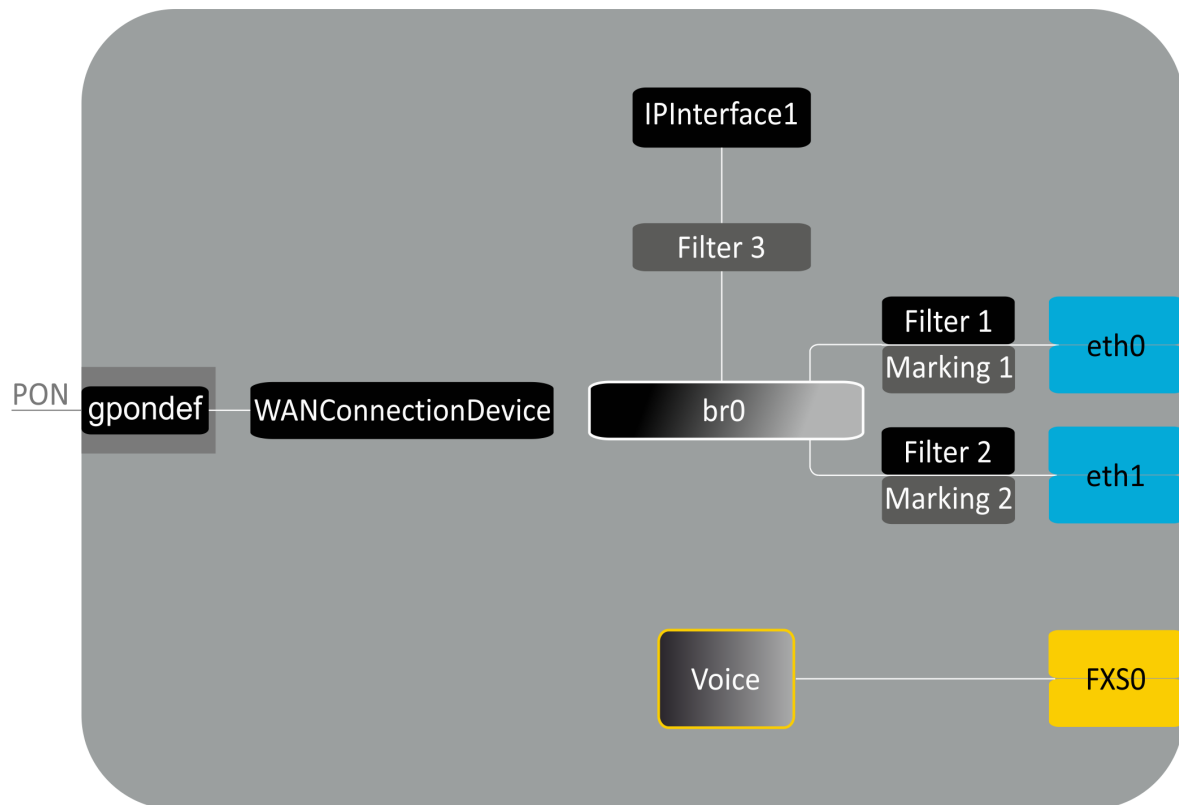 IPInterface1
Filter 3
Filter 1
Marking 1
eth0
PON
gpondef
WANConnectionDevice
br0
Filter 2
Marking 2
eth1
Voice
FXS0